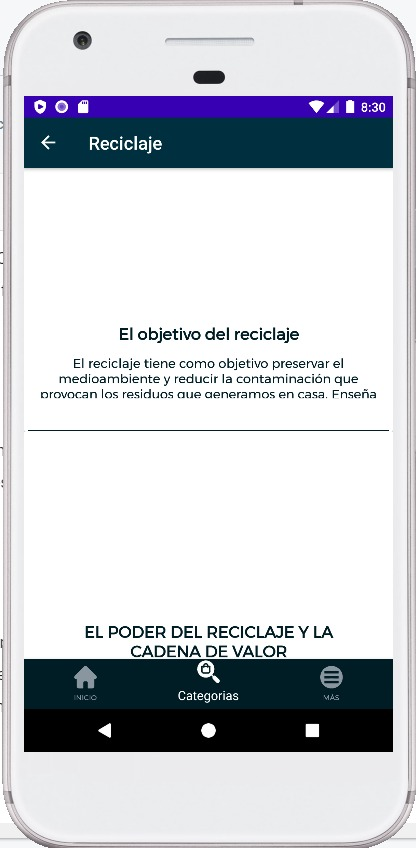 8:30
Reciclaje
El objetivo del reciclaje
El reciclaje tiene como objetivo preservar el
medioambiente y reducir la contaminación que
provocan los residuos que generamos en casa. Enseña
EL PODER DEL RECICLAJE Y LA
CADENA DE VALOR
INICIO
Categorias
MÁS